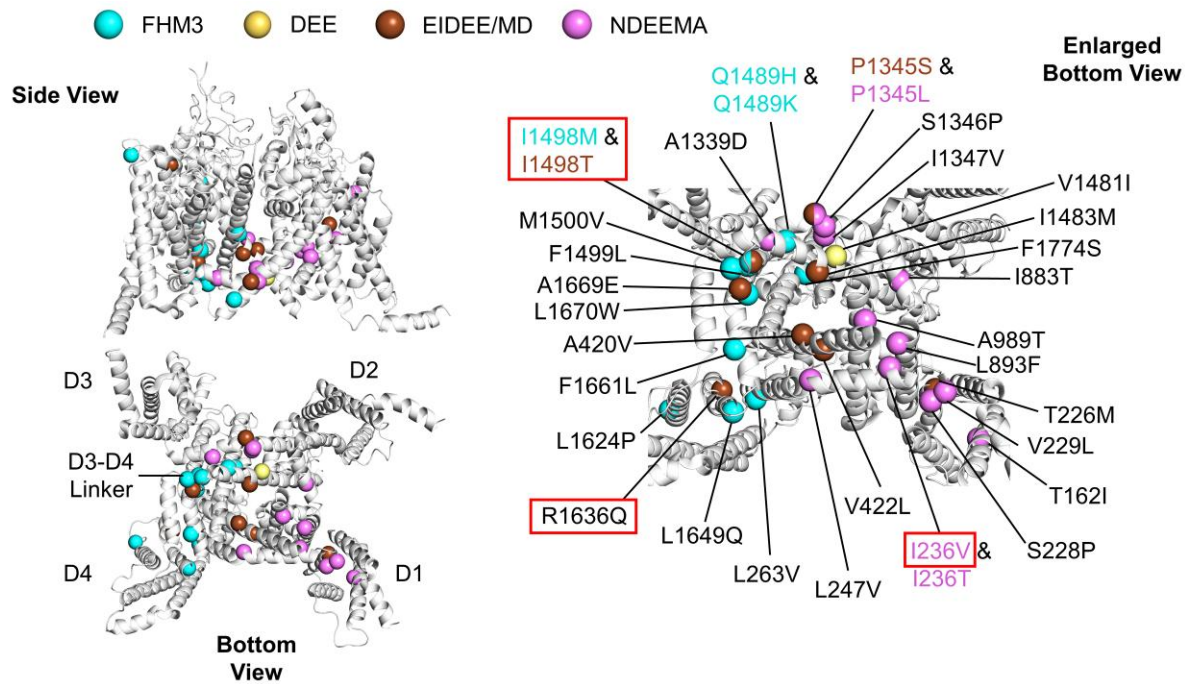 FHM3 DEE EIDEE/MD NDEEMA
Side View
D3
D2
D3-D4
Linker
D4
D1
Bottom
View
Enlarged
Bottom View
Q1489H &
Q1489K
P1345S &
P1345L
I1498M &
I1498T
A1339D
S1346P
I1347V
V1481I
I1483M
F1774S
I883T
M1500V
F1499L
A1669E
L1670W
A420V
F1661L
L1624P
R1636Q
L1649Q
L263V
L247V
V422L
I236V &
I236T
A989T
L893F
T226M
V229L
T162I
S228P